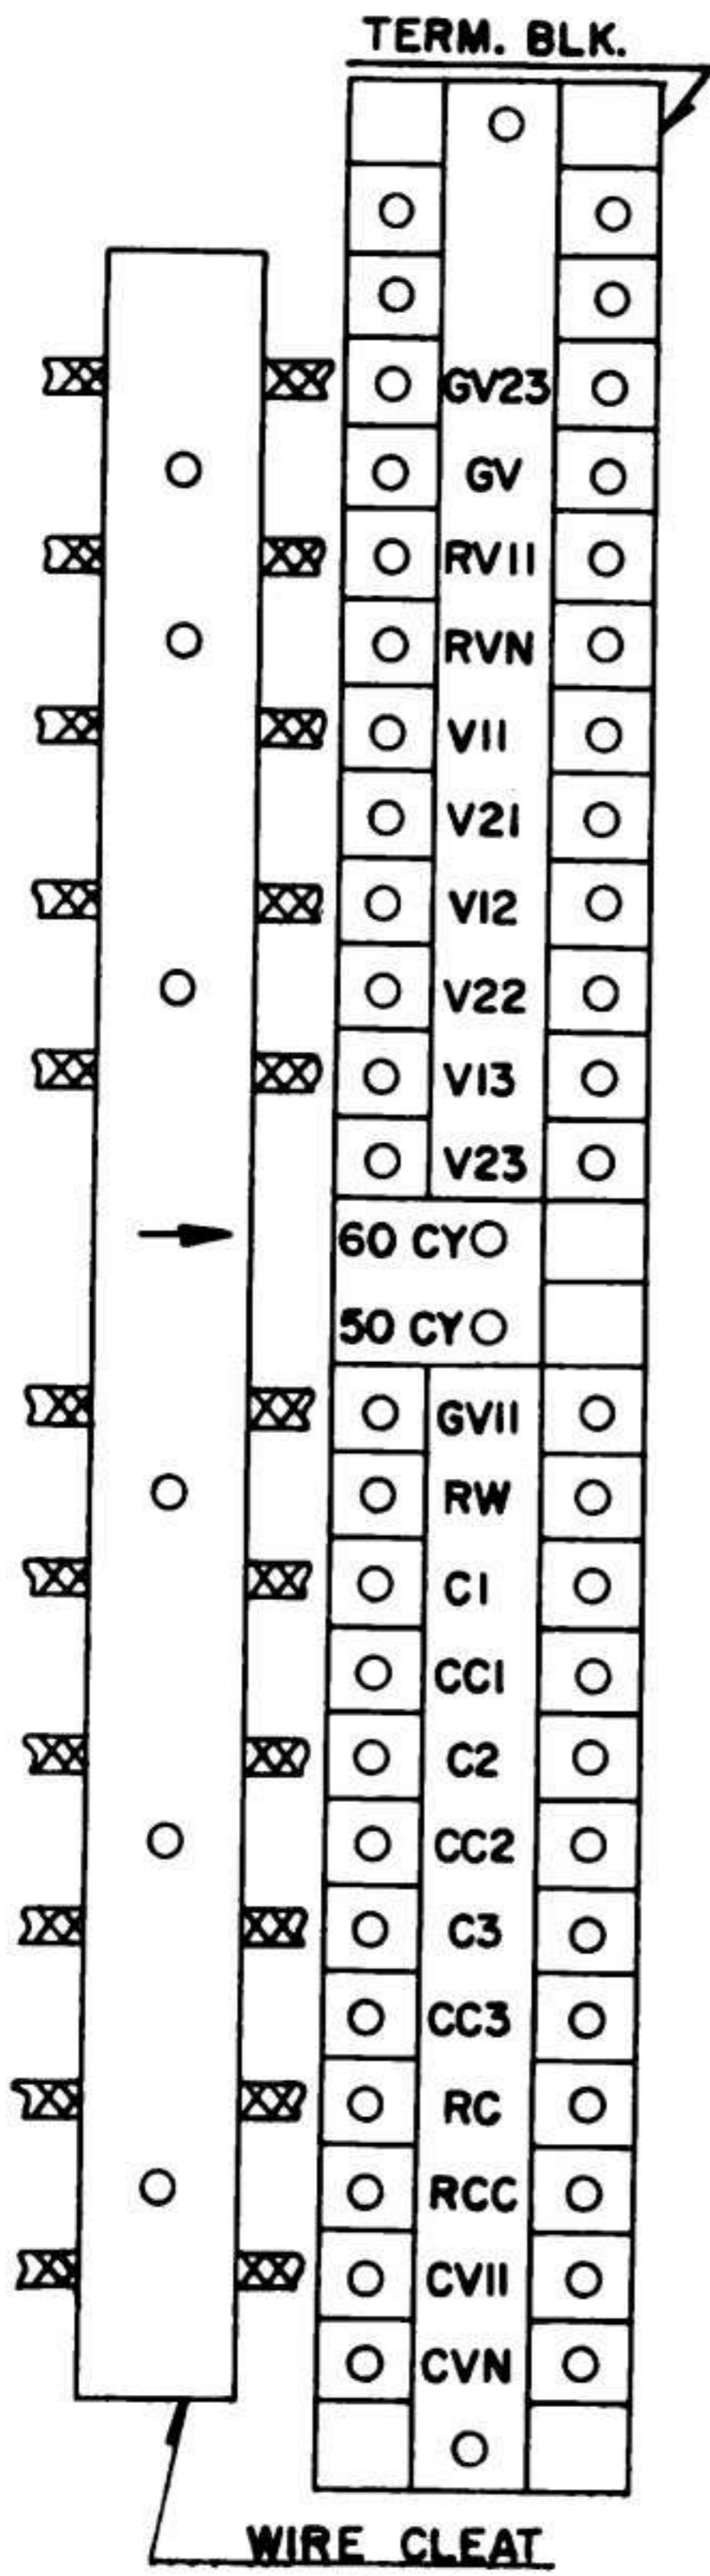 TERM. BLK.
GV23
GV
RV11
RVN
V11
V21
V12
V22
V13
V23
60 CY
50 CY
GV11
RW
C1
CC1
C2
CC2
C3
CC3
RC
RCC
CV11
CVN
WIRE CLEAT